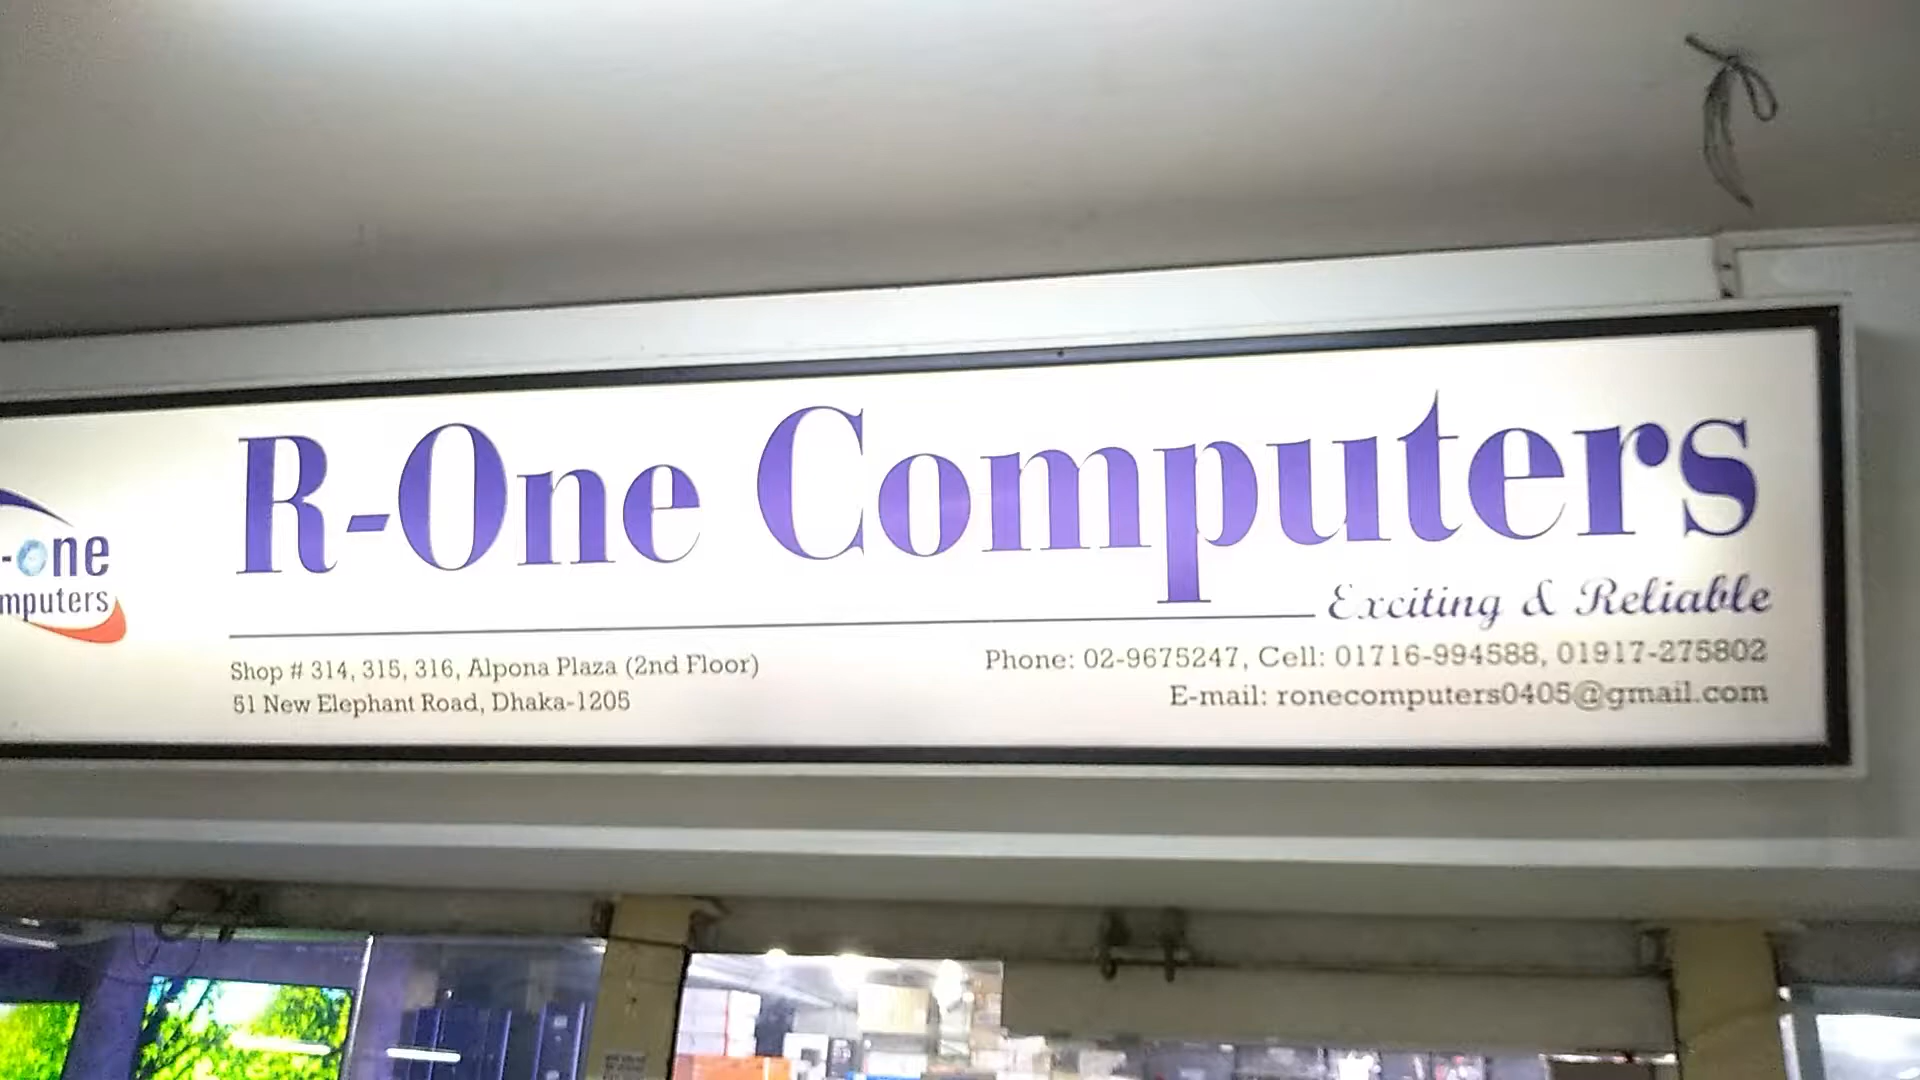 -one
mputers
R-One Computers
Exciting & Reliable
Shop # 314, 315, 316, Alpona Plaza (2nd Floor)
51 New Elephant Road, Dhaka-1205
Phone: 02-9675247, Cell: 01716-994588, 01917-275802
E-mail: ronecomputers0405@gmail.com